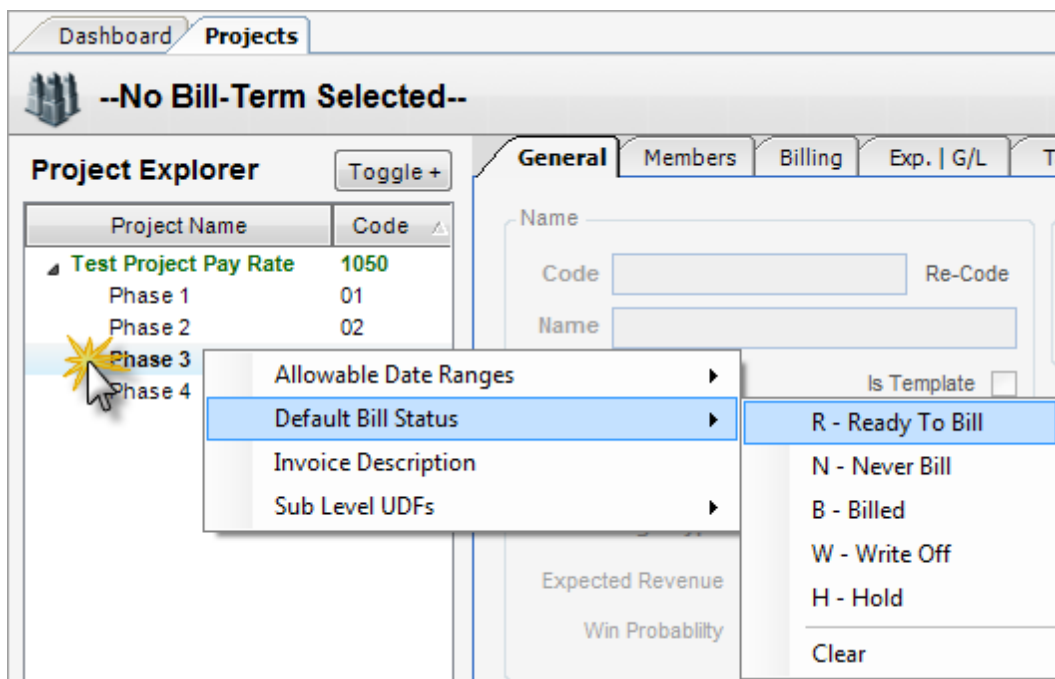 Dashboard Projects
--No Bill-Term Selected--
Project Explorer Toggle +
General Members Billing Exp. | G/L T
Project Name Code
Test Project Pay Rate 1050
Phase 1 01
Phase 2 02
Phase 3
Phase 4
Name
Code Re-Code
Name
Is Template
Allowable Date Ranges
Default Bill Status
Invoice Description
Sub Level UDFs
R - Ready To Bill
N - Never Bill
B - Billed
W - Write Off
H - Hold
Clear
Expected Revenue
Win Probablilty